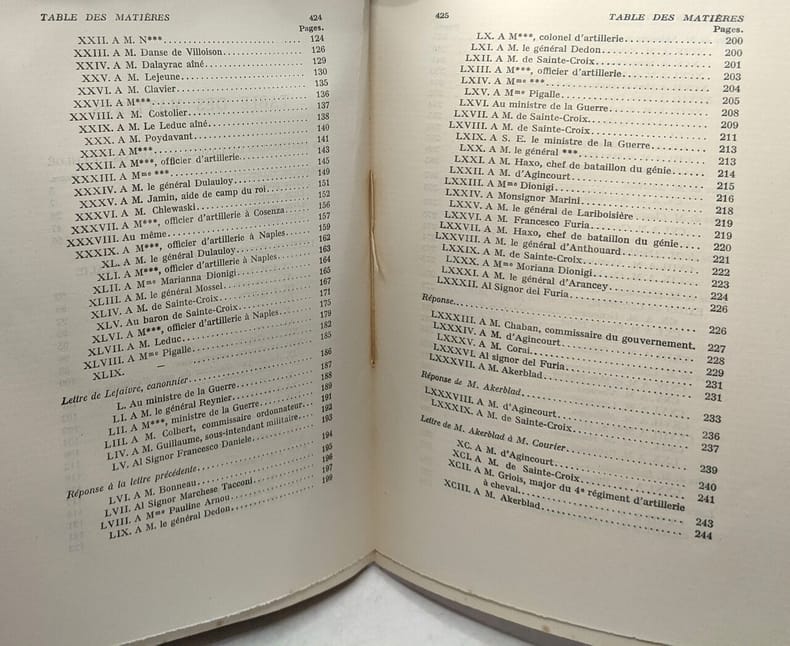 TABLE DES MATIÈRES 424
Pages.
XXII. A M. N***. 124
XXIII. A M. Danse de Villoison. 126
XXIV. A M. Dalayrac aîné. 129
XXV. A M. Lejeune. 130
XXVI. A M. Clavier. 135
XXVII. A M***. 136
XXVIII. A M. Costolier. 137
XXIX. A M. Le Leduc aîné. 138
XXX. A M. Poydavant. 140
XXXI. A M***. 141
XXXII. A M***, officier d'artillerie. 143
XXXIII. A Mme ***. 145
XXXIV. A M. le général Dulauloy. 149
XXXV. A M. Jamin, aide de camp du roi. 151
XXXVI. A M. Chlewaski. 152
XXXVII. A M***, officier d'artillerie à Cosenza 156
XXXVIII. Au même. 157
XXXIX. A M***, officier d'artillerie à Naples. 159
XL. A M. le général Dulauloy. 162
XLI. A M***, officier d'artillerie à Naples. 163
XLII. A Mme Marianna Dionigi. 164
XLIII. A M. le général Mossel. 165
XLIV. A M. de Sainte-Croix. 167
XLV. Au baron de Sainte-Croix. 171
XLVI. A M***, officier d'artillerie à Naples. 175
XLVII. A M. Leduc. 179
XLVIII. A Mme Pigalle. 182
XLIX. — 185
Lettre de Lefaivre, canonnier. 186
L. Au ministre de la Guerre. 187
LI. A M. le général Reynier. 188
LII. A M***, ministre de la Guerre. 189
LIII. A M. Colbert, commissaire ordonnateur. 191
LIV. A M. Guillaume, sous-intendant militaire. 192
LV. Al Signor Francesco Daniele. 193
Réponse à la lettre précédente. 194
LVI. A M. Bonneau. 195
LVII. Al Signor Marchese Tacconi. 196
LVIII. A Mme Pauline Arnou. 197
LIX. A M. le général Dedon. 199
425 TABLE DES MATIÈRES
Pages.
LX. A M***, colonel d'artillerie. 200
LXI. A M. le général Dedon. 200
LXII. A M. de Sainte-Croix. 201
LXIII. A M***, officier d'artillerie. 203
LXIV. A Mme ***. 204
LXV. A Mme Pigalle. 205
LXVI. Au ministre de la Guerre. 208
LXVII. A M. de Sainte-Croix. 209
LXVIII. A M. de Sainte-Croix. 211
LXIX. A S. E. le ministre de la Guerre. 213
LXX. A M. le général ***. 213
LXXI. A M. Haxo, chef de bataillon du génie. 214
LXXII. A M. d'Agincourt. 215
LXXIII. A Mme Dionigi. 216
LXXIV. A Monsignor Marini. 218
LXXV. A M. le général de Lariboisière. 219
LXXVI. A M. Francesco Furia. 219
LXXVII. A M. Haxo, chef de bataillon du génie. 220
LXXVIII. A M. le général d'Anthouard. 221
LXXIX. A M. de Sainte-Croix. 222
LXXX. A Mme Moriana Dionigi. 223
LXXXI. A M. le général d'Arancey. 224
LXXXII. Al Signor del Furia. 226
Réponse. 226
LXXXIII. A M. Chaban, commissaire du gouvernement. 227
LXXXIV. A M. d'Agincourt. 228
LXXXV. A M. Corai. 229
LXXXVI. Al signor del Furia. 231
LXXXVII. A M. Akerblad. 231
Réponse de M. Akerblad. 233
LXXXVIII. A M. d'Agincourt. 236
LXXXIX. A M. de Sainte-Croix. 237
Lettre de M. Akerblad à M. Courier. 239
XC. A M. d'Agincourt. 240
XCI. A M. de Sainte-Croix. 241
XCII. A M. Griois, major du 4e régiment d'artillerie
à cheval. 243
XCIII. A M. Akerblad. 244